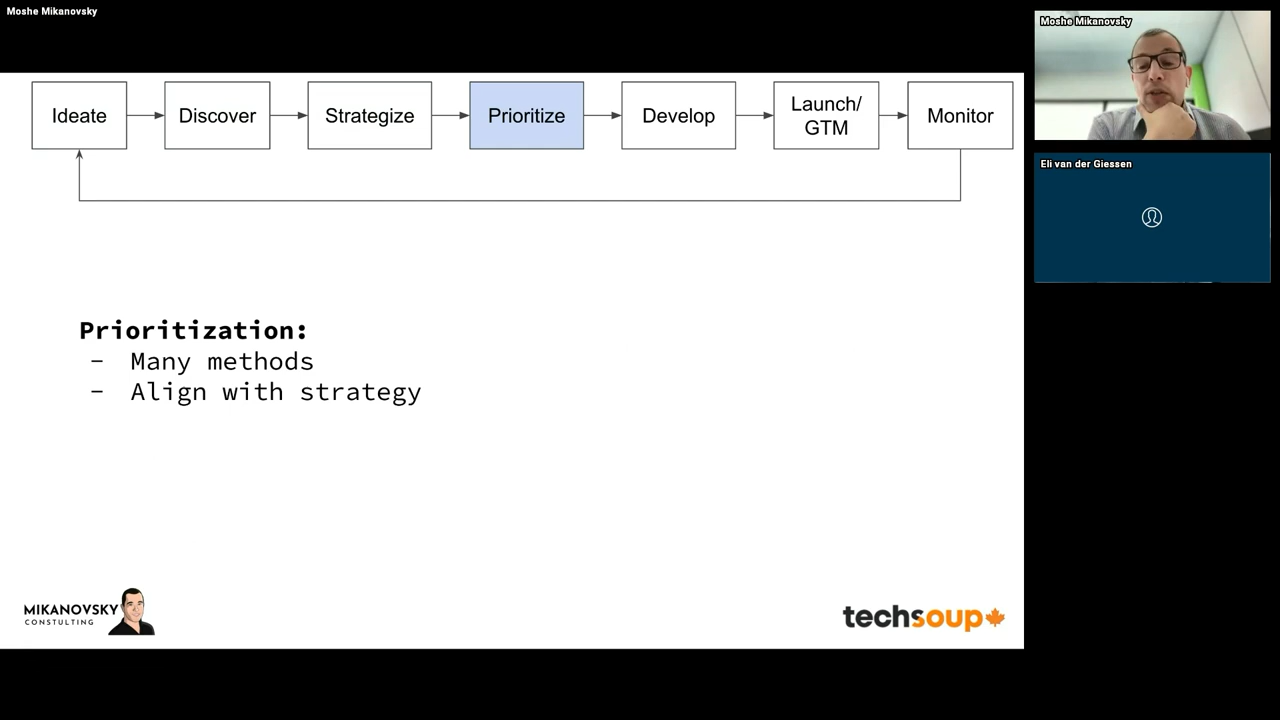 Moshe Mikanovsky
Moshe Mikanovsky
Eli van der Giessen
Ideate
Discover
Strategize
Prioritize
Develop
Launch/
GTM
Monitor
Prioritization:
- Many methods
- Align with strategy
MIKANOVSKY
CONSTULTING
techsoup